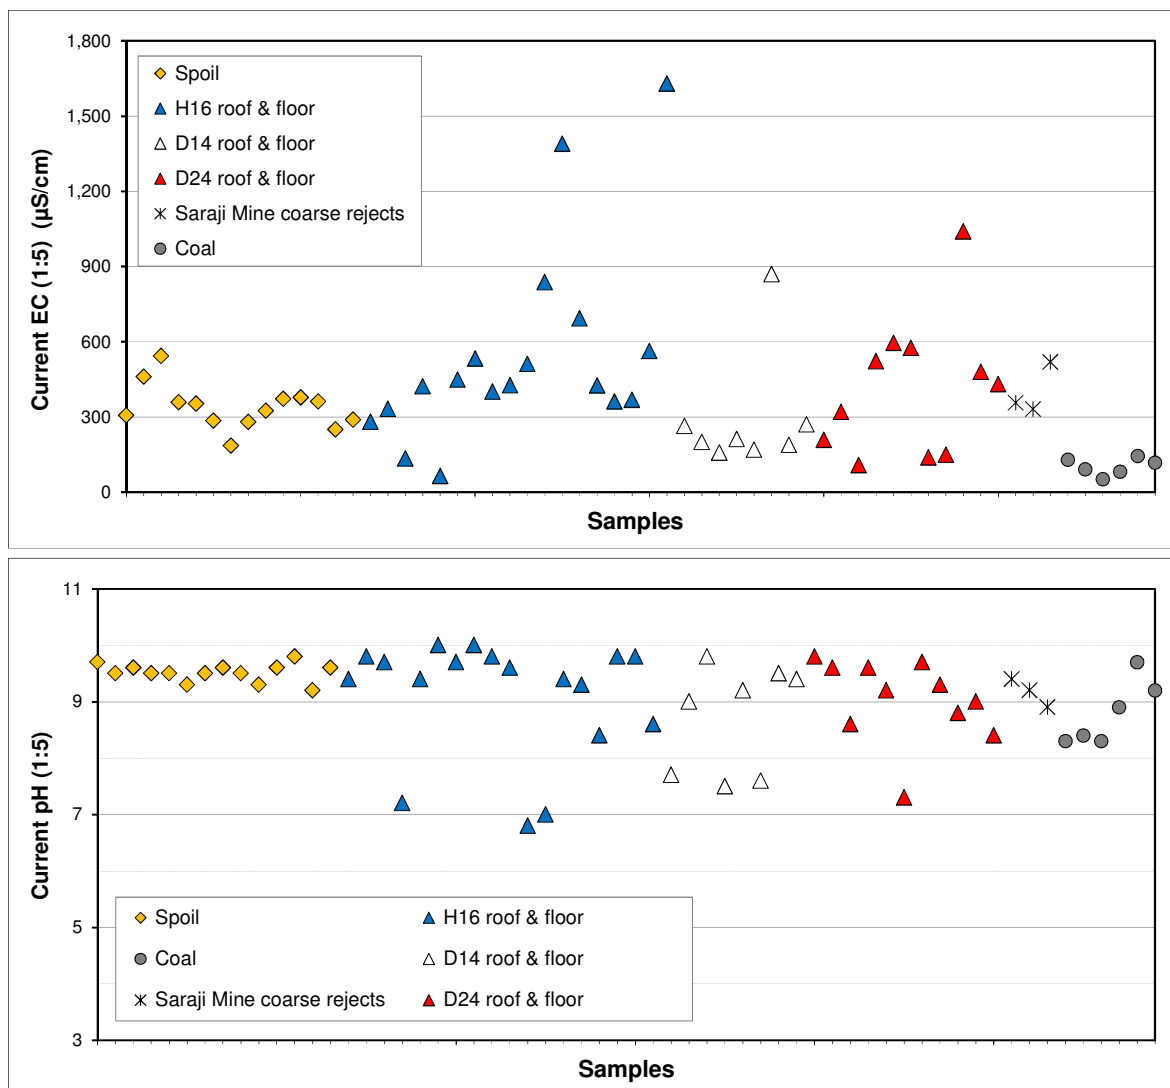 1,800
1,500
1,200
900
600
300
0
Current EC (1:5) (µS/cm)
Spoil
H16 roof & floor
D14 roof & floor
D24 roof & floor
Saraji Mine coarse rejects
Coal
Samples
11
9
7
5
3
Current pH (1:5)
Spoil H16 roof & floor
Coal D14 roof & floor
Saraji Mine coarse rejects D24 roof & floor
Samples